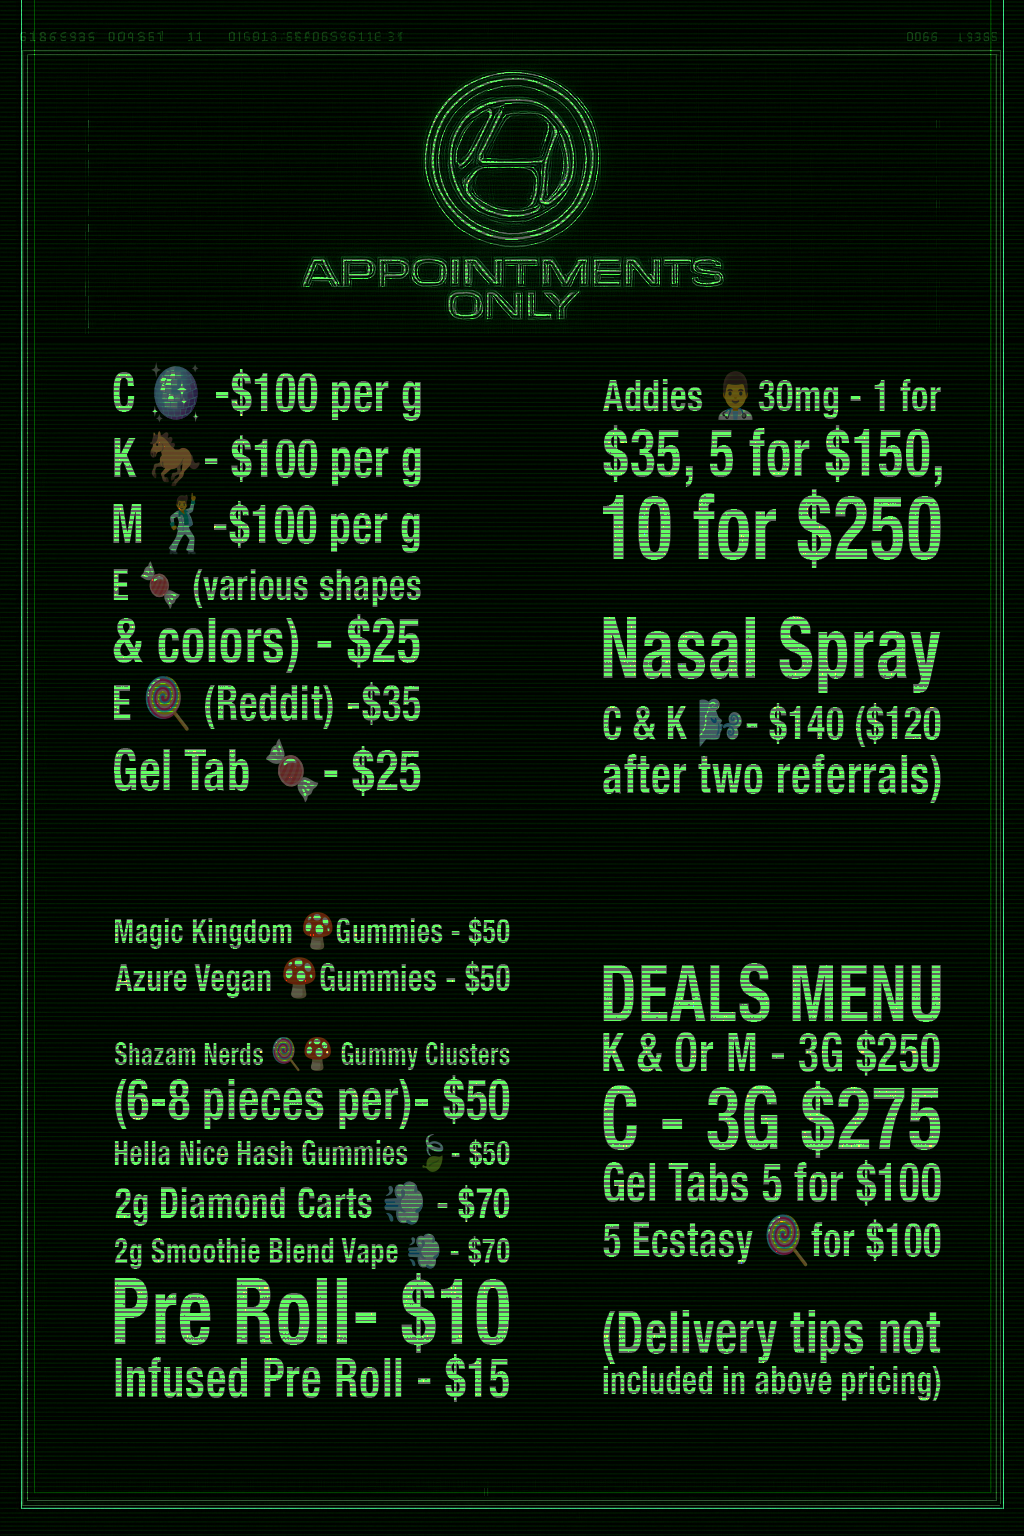 APPOINTMENTS
ONLY
C 🪩 -$100 per g
K 🐎 - $100 per g
M 🕺 -$100 per g
E 🍬 (various shapes
& colors) - $25
E 🍭 (Reddit) -$35
Gel Tab 🍬 - $25
Addies 👨‍⚕️ 30mg - 1 for
$35, 5 for $150,
10 for $250
Nasal Spray
C & K 🌬️ - $140 ($120
after two referrals)
Magic Kingdom 🍄 Gummies - $50
Azure Vegan 🍄 Gummies - $50
Shazam Nerds 🍭🍄 Gummy Clusters
(6-8 pieces per)- $50
Hella Nice Hash Gummies 🍃 - $50
2g Diamond Carts 💨 - $70
2g Smoothie Blend Vape 💨 - $70
Pre Roll- $10
Infused Pre Roll - $15
DEALS MENU
K & Or M - 3G $250
C - 3G $275
Gel Tabs 5 for $100
5 Ecstasy 🍭 for $100
(Delivery tips not
included in above pricing)